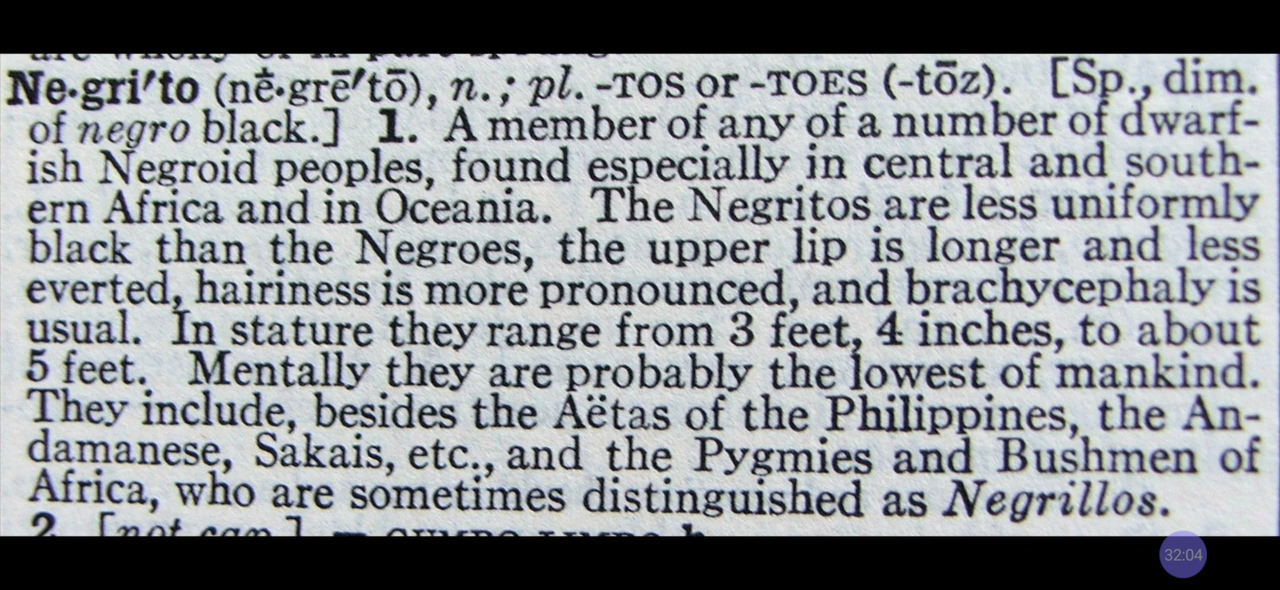 Ne·gri′to (nė·grē′tō), n.; pl. -TOS or -TOES (-tōz). [Sp., dim.
of negro black.] 1. A member of any of a number of dwarf-
ish Negroid peoples, found especially in central and south-
ern Africa and in Oceania. The Negritos are less uniformly
black than the Negroes, the upper lip is longer and less
everted, hairiness is more pronounced, and brachycephaly is
usual. In stature they range from 3 feet, 4 inches, to about
5 feet. Mentally they are probably the lowest of mankind.
They include, besides the Aëtas of the Philippines, the An-
damanese, Sakais, etc., and the Pygmies and Bushmen of
Africa, who are sometimes distinguished as Negrillos.
2. [not cap.]
32:04